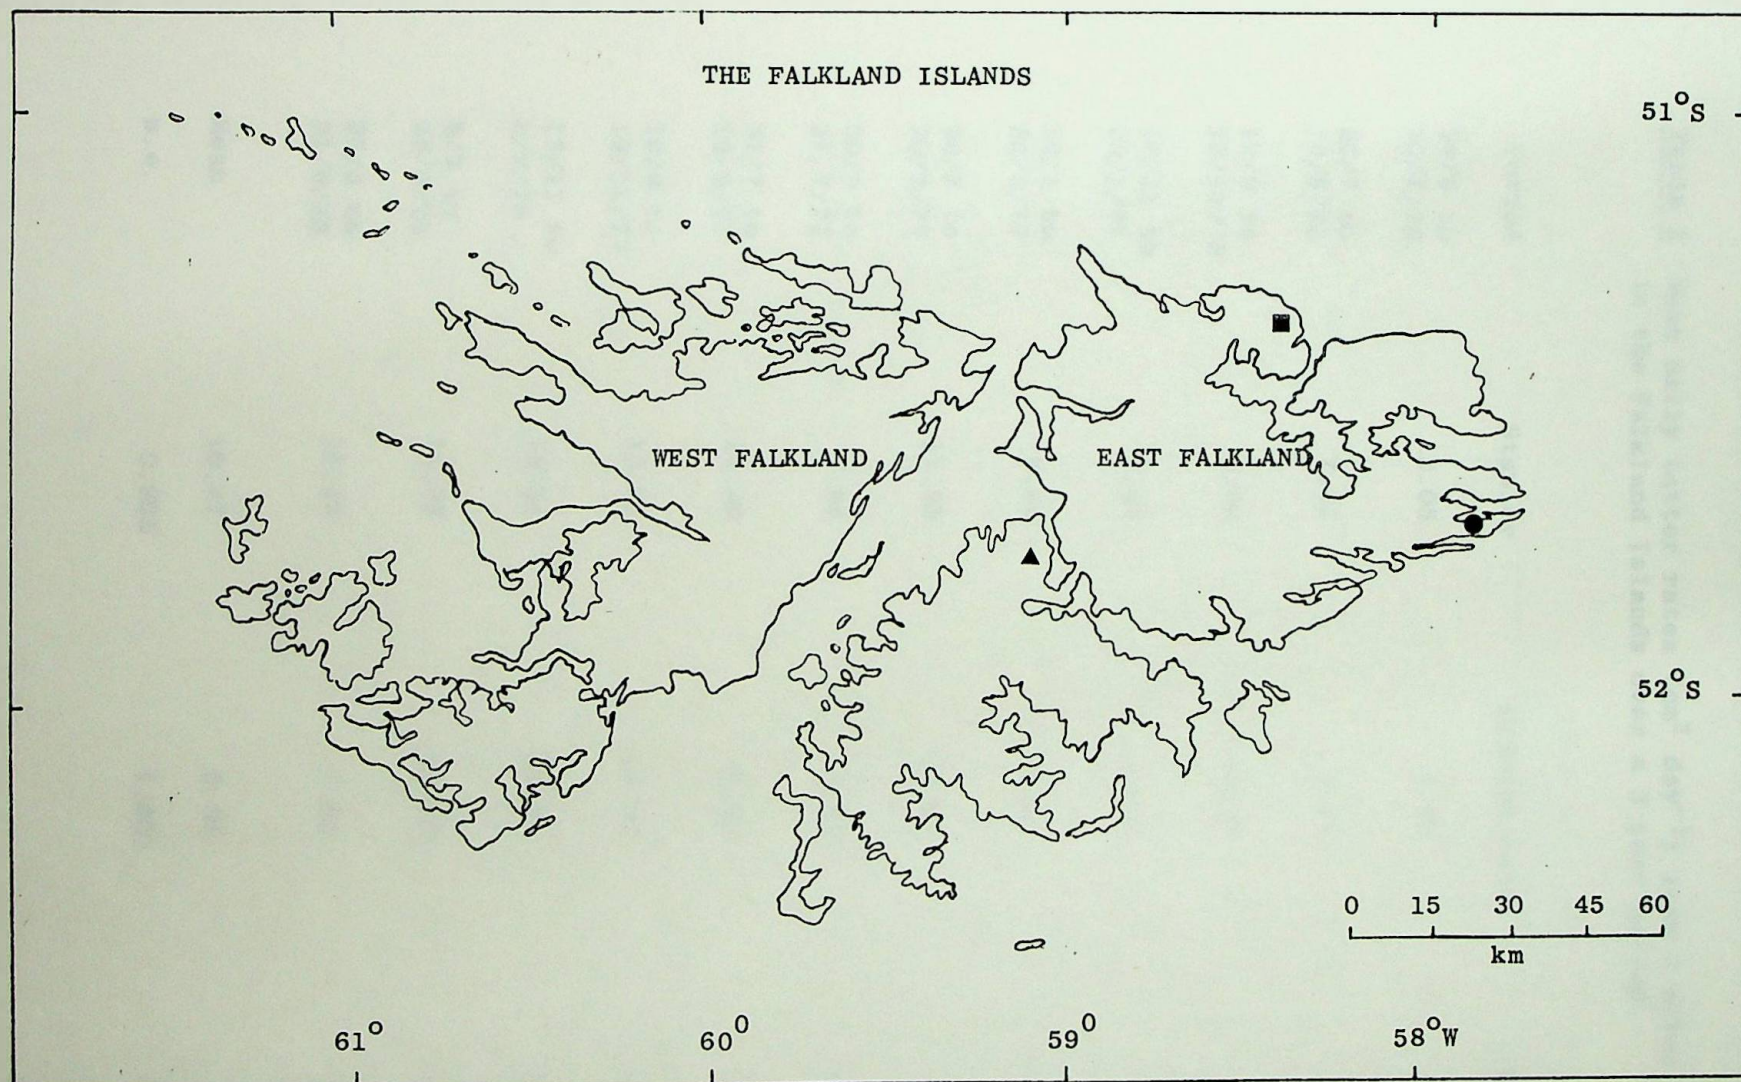 THE FALKLAND ISLANDS
51°S
WEST FALKLAND
EAST FALKLAND
52°S
0 15 30 45 60
km
61° 60° 59° 58°W